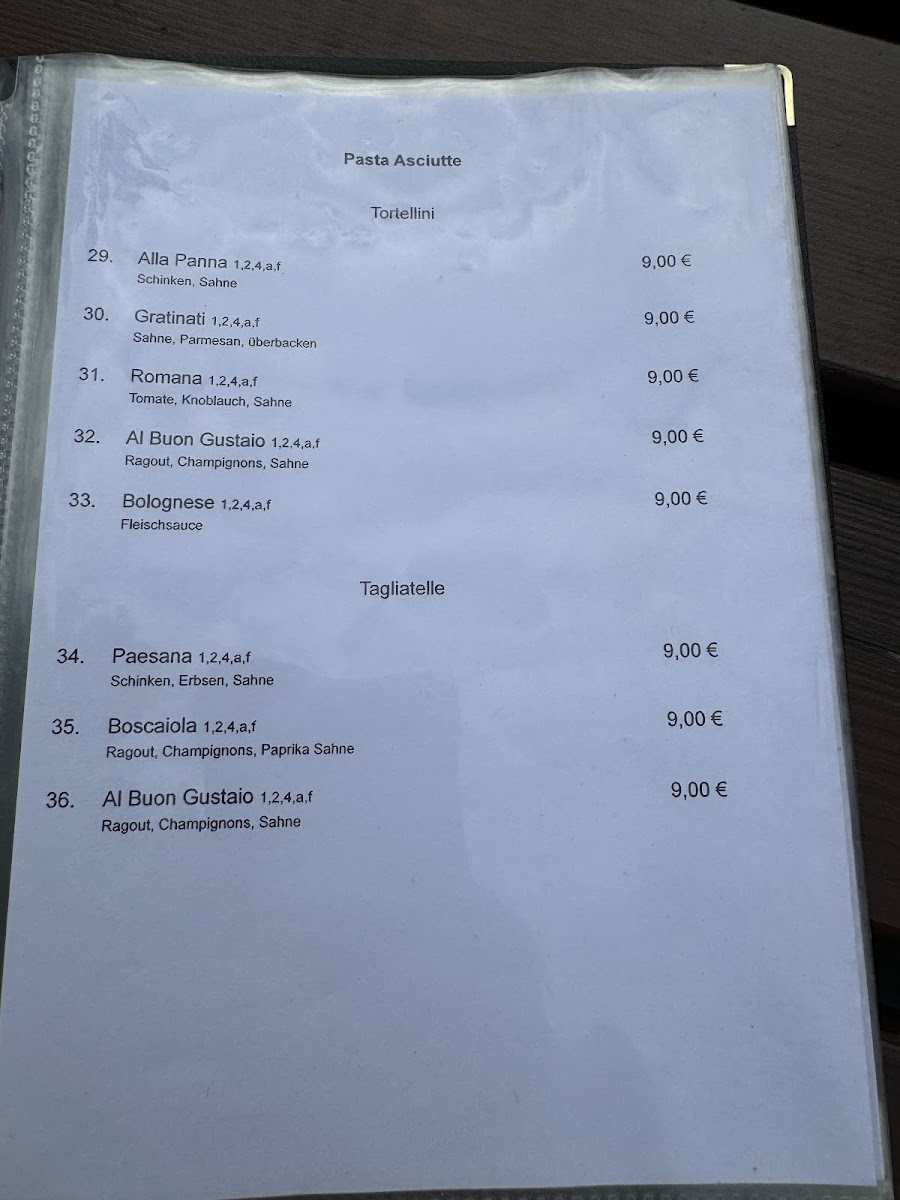 Pasta Asciutte
Tortellini
29. Alla Panna 1,2,4,a,f 9,00 €
Schinken, Sahne
30. Gratinati 1,2,4,a,f 9,00 €
Sahne, Parmesan, überbacken
31. Romana 1,2,4,a,f 9,00 €
Tomate, Knoblauch, Sahne
32. Al Buon Gustaio 1,2,4,a,f 9,00 €
Ragout, Champignons, Sahne
33. Bolognese 1,2,4,a,f 9,00 €
Fleischsauce
Tagliatelle
34. Paesana 1,2,4,a,f 9,00 €
Schinken, Erbsen, Sahne
35. Boscaiola 1,2,4,a,f 9,00 €
Ragout, Champignons, Paprika Sahne
36. Al Buon Gustaio 1,2,4,a,f 9,00 €
Ragout, Champignons, Sahne